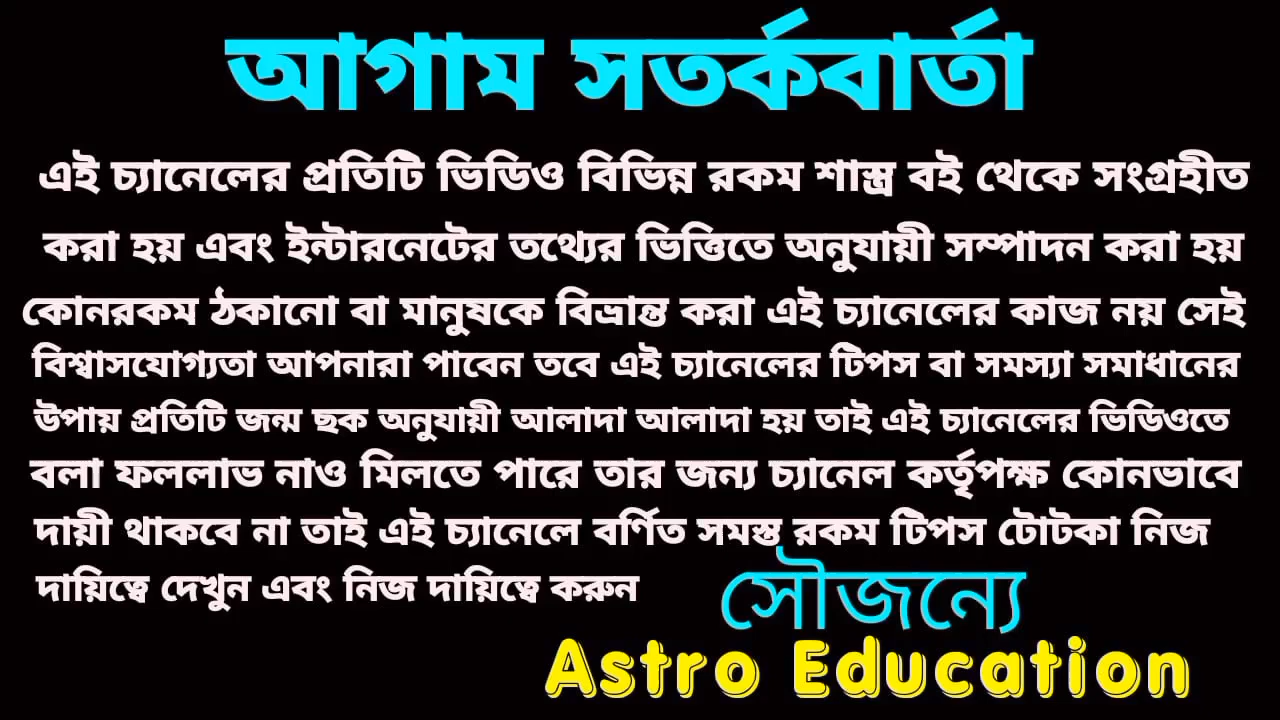 আগাম সতর্কবার্তা
এই চ্যানেলের প্রতিটি ভিডিও বিভিন্ন রকম শাস্ত্র বই থেকে সংগ্রহীত
করা হয় এবং ইন্টারনেটের তথ্যের ভিত্তিতে অনুযায়ী সম্পাদন করা হয়
কোনরকম ঠকানো বা মানুষকে বিভ্রান্ত করা এই চ্যানেলের কাজ নয় সেই
বিশ্বাসযোগ্যতা আপনারা পাবেন তবে এই চ্যানেলের টিপস বা সমস্যা সমাধানের
উপায় প্রতিটি জন্ম ছক অনুযায়ী আলাদা আলাদা হয় তাই এই চ্যানেলের ভিডিওতে
বলা ফললাভ নাও মিলতে পারে তার জন্য চ্যানেল কর্তৃপক্ষ কোনভাবে
দায়ী থাকবে না তাই এই চ্যানেলে বর্ণিত সমস্ত রকম টিপস টোটকা নিজ
দায়িত্বে দেখুন এবং নিজ দায়িত্বে করুন
সৌজন্যে
Astro Education